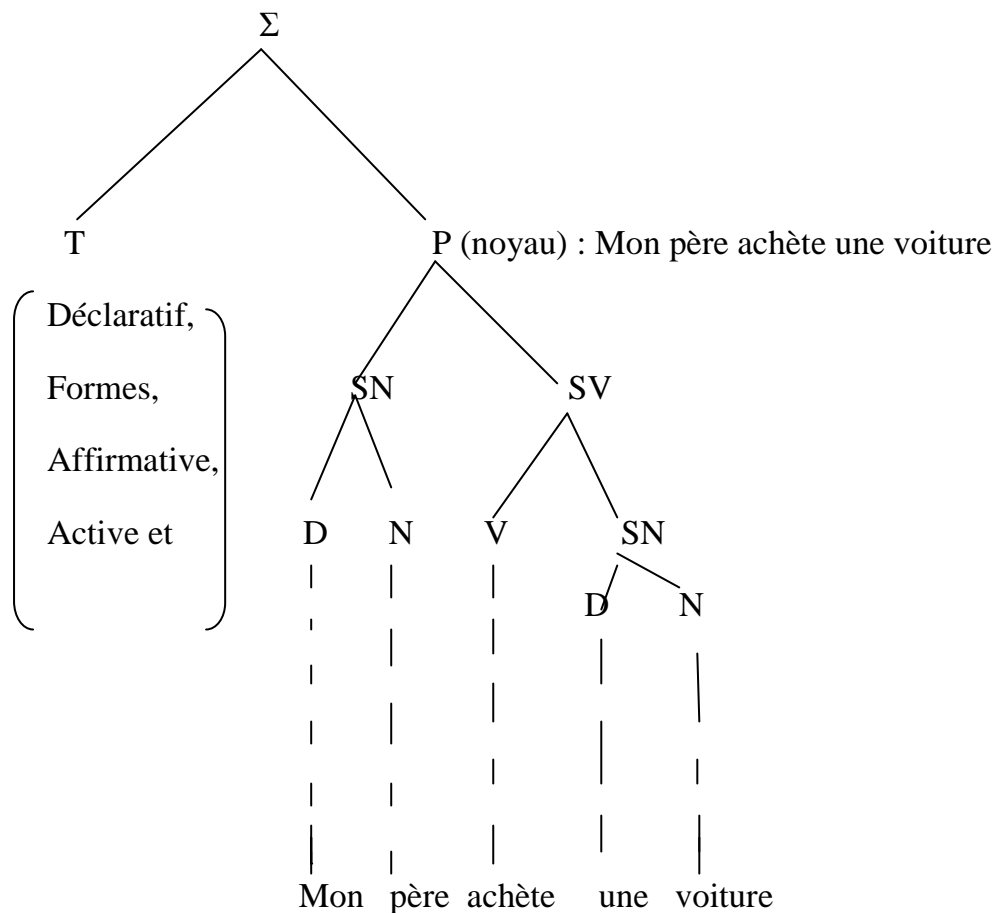 Σ
T P (noyau) : Mon père achète une voiture
Déclaratif,
Formes, SN SV
Affirmative,
Active et D N V SN
D N
Mon père achète une voiture